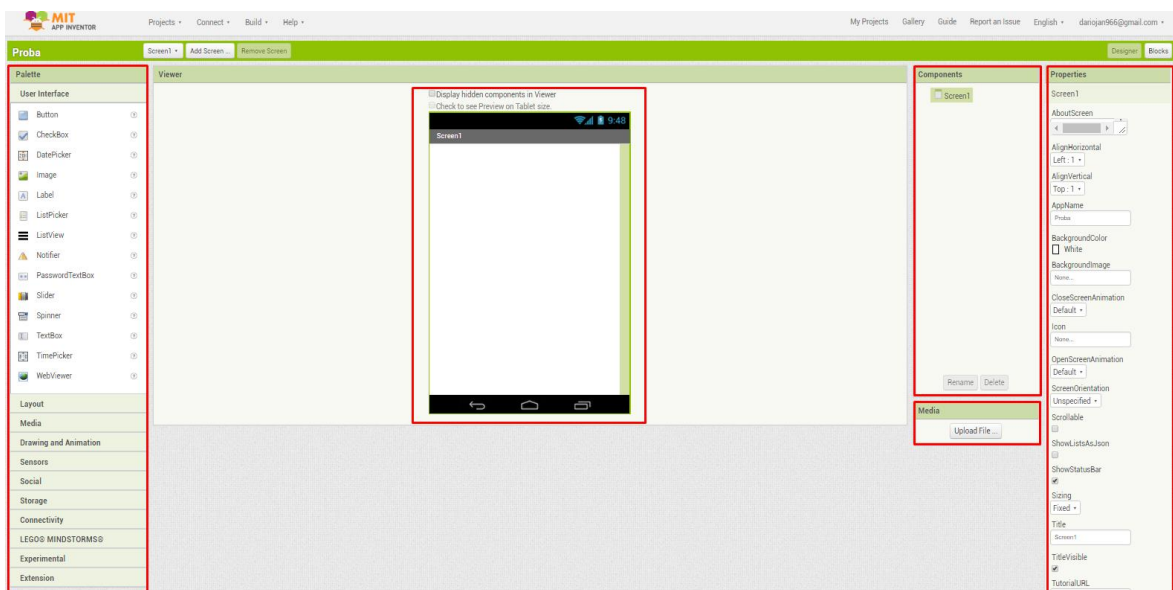 MIT
APP INVENTOR
Projects Connect Build Help
My Projects Gallery Guide Report an Issue English dariojan966@gmail.com
Proba
Screen1 Add Screen ... Remove Screen
Designer Blocks
Palette
User Interface
Button
CheckBox
DatePicker
Image
Label
ListPicker
ListView
Notifier
PasswordTextBox
Slider
Spinner
TextBox
TimePicker
WebViewer
Layout
Media
Drawing and Animation
Sensors
Social
Storage
Connectivity
LEGO® MINDSTORMS®
Experimental
Extension
Viewer
Display hidden components in Viewer
Check to see Preview on Tablet size.
9:48
Screen1
Components
Screen1
Rename Delete
Media
Upload File ...
Properties
Screen1
AboutScreen
AlignHorizontal
Left : 1
AlignVertical
Top : 1
AppName
Proba
BackgroundColor
White
BackgroundImage
None...
CloseScreenAnimation
Default
Icon
None...
OpenScreenAnimation
Default
ScreenOrientation
Unspecified
Scrollable
ShowListsAsJson
ShowStatusBar
Sizing
Fixed
Title
Screen1
TitleVisible
TutorialURL